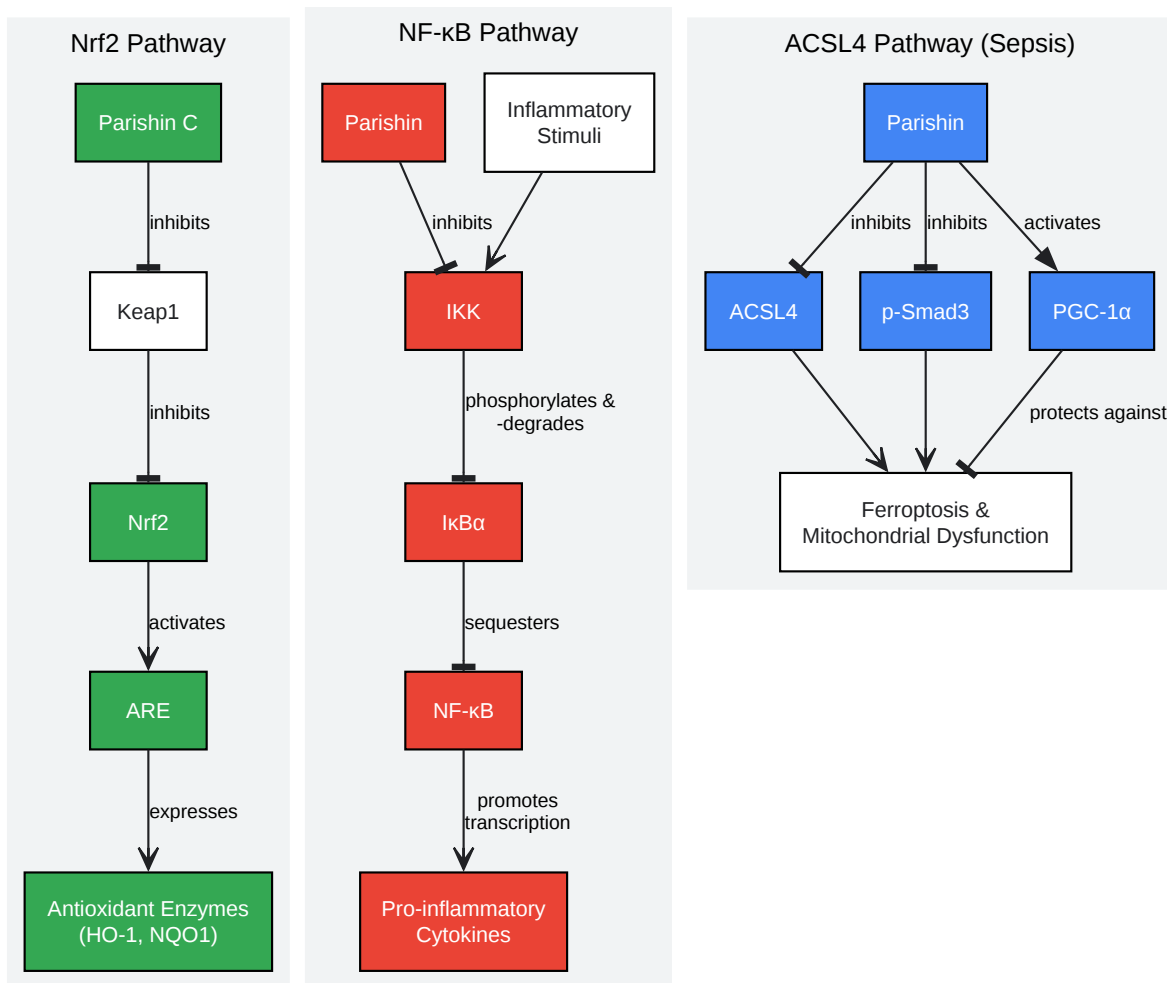 Nrf2 Pathway
Parishin C
inhibits
Keap1
inhibits
Nrf2
activates
ARE
expresses
Antioxidant Enzymes
(HO-1, NQO1)
NF-κB Pathway
Parishin
Inflammatory
Stimuli
inhibits
IKK
phosphorylates &
-degrades
IκBα
sequesters
NF-κB
promotes
transcription
Pro-inflammatory
Cytokines
ACSL4 Pathway (Sepsis)
Parishin
inhibits
inhibits
activates
ACSL4
p-Smad3
PGC-1α
protects against
Ferroptosis &
Mitochondrial Dysfunction